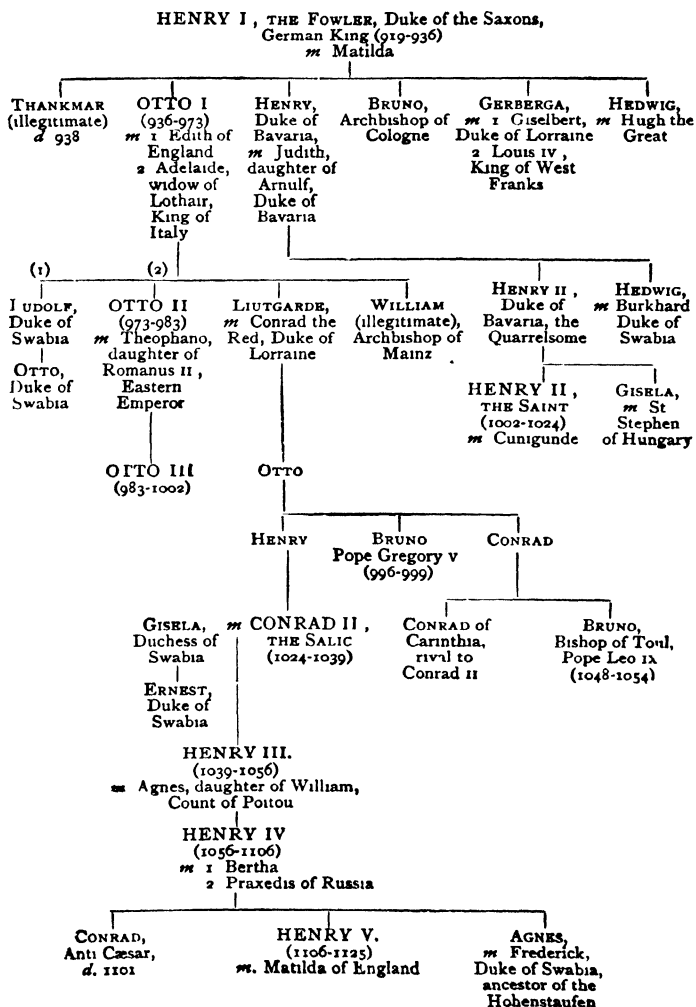 HENRY I, THE FOWLER, Duke of the Saxons,
German King (919-936)
m Matilda
THANKMAR
(illegitimate)
d 938
OTTO I
(936-973)
m 1 Edith of
England
2 Adelaide,
widow of
Lothair,
King of
Italy
HENRY,
Duke of
Bavaria,
m Judith,
daughter of
Arnulf,
Duke of
Bavaria
BRUNO,
Archbishop of
Cologne
GERBERGA,
m 1 Giselbert,
Duke of Lorraine
2 Louis IV,
King of West
Franks
HEDWIG,
m Hugh the
Great
(1)
(2)
LUDOLF,
Duke of
Swabia
OTTO,
Duke of
Swabia
OTTO II
(973-983)
m Theophano,
daughter of
Romanus II,
Eastern
Emperor
OTTO III
(983-1002)
LIUTGARDE,
m Conrad the
Red, Duke of
Lorraine
WILLIAM
(illegitimate),
Archbishop of
Mainz
HENRY II,
Duke of
Bavaria, the
Quarrelsome
HEDWIG,
m Burkhard
Duke of
Swabia
HENRY II,
THE SAINT
(1002-1024)
m Cunigunde
GISELA,
m St
Stephen
of Hungary
OTTO
HENRY
BRUNO
Pope Gregory V
(996-999)
CONRAD
GISELA,
Duchess of
Swabia
ERNEST,
Duke of
Swabia
m CONRAD II,
THE SALIC
(1024-1039)
CONRAD of
Carinthia,
rival to
Conrad II
BRUNO,
Bishop of Toul,
Pope Leo IX
(1048-1054)
HENRY III.
(1039-1056)
m Agnes, daughter of William,
Count of Poitou
HENRY IV
(1056-1106)
m 1 Bertha
2 Praxedis of Russia
CONRAD,
Anti Cæsar,
d. 1101
HENRY V.
(1106-1125)
m. Matilda of England
AGNES,
m Frederick,
Duke of Swabia,
ancestor of the
Hohenstaufen